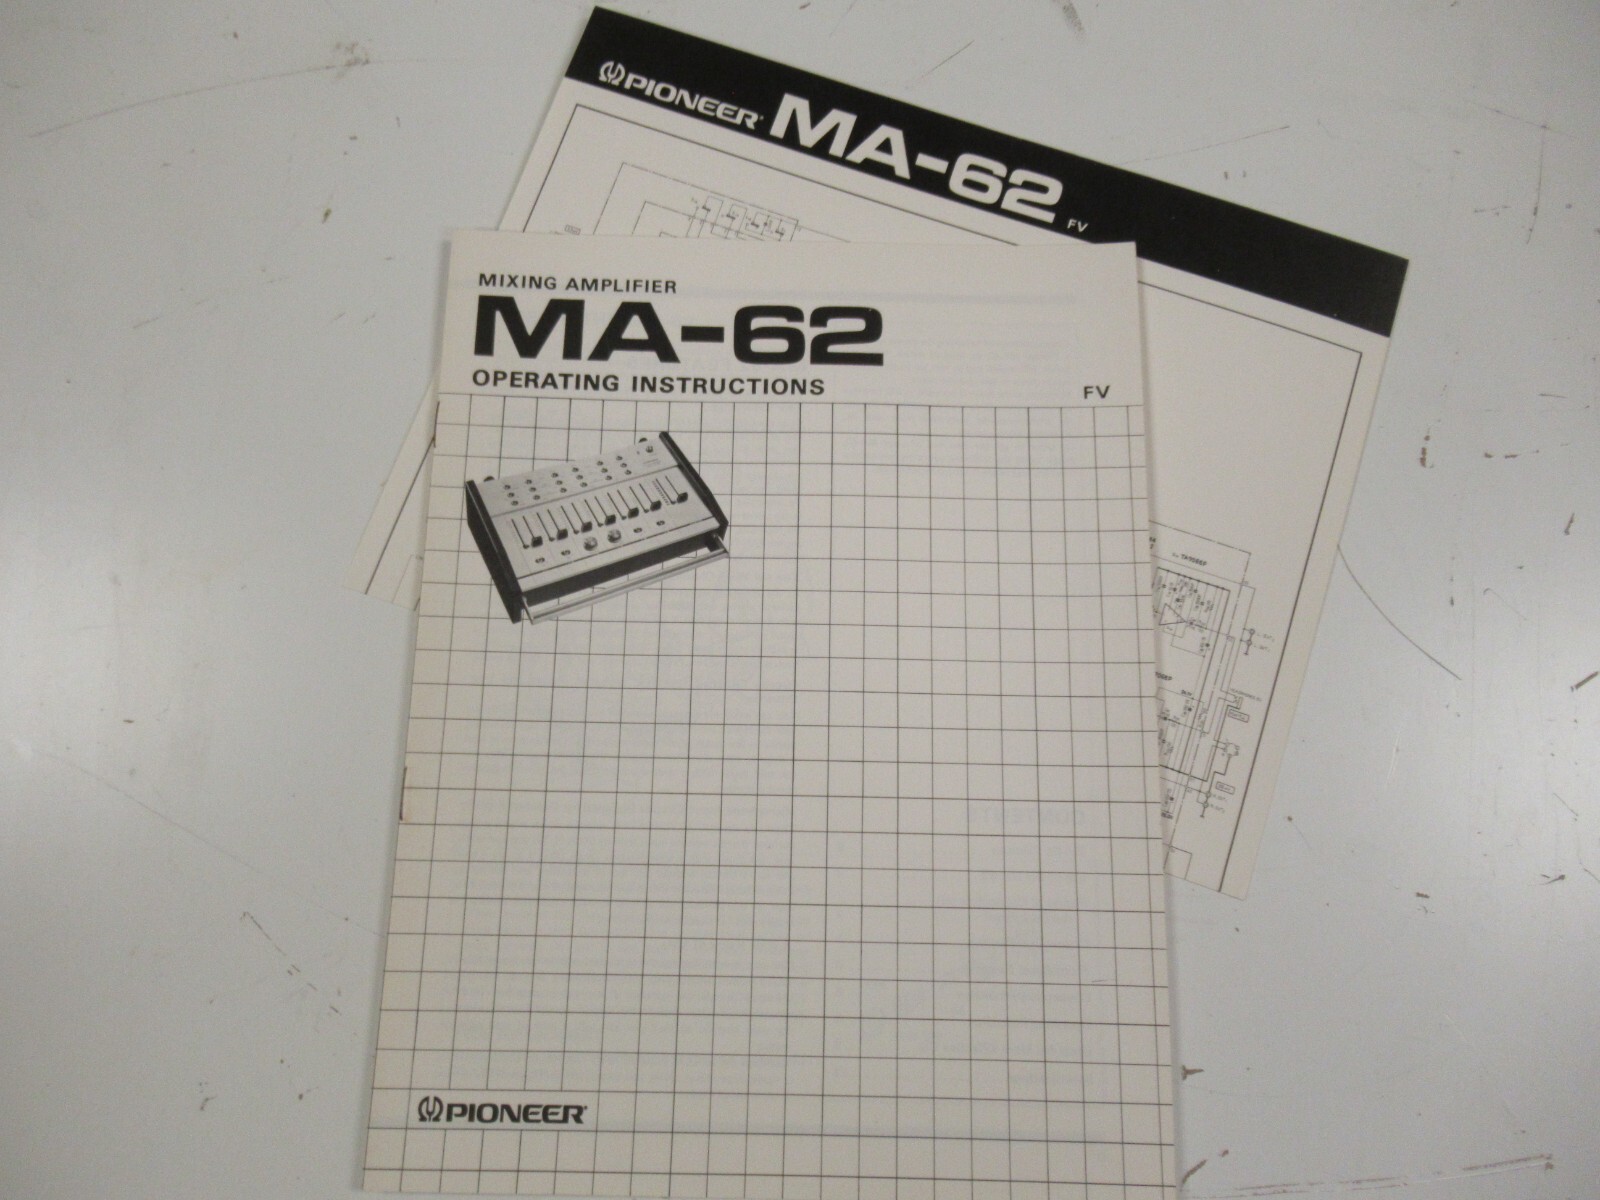 PIONEER MA-62 FV
MIXING AMPLIFIER
MA-62
OPERATING INSTRUCTIONS
FV
PIONEER